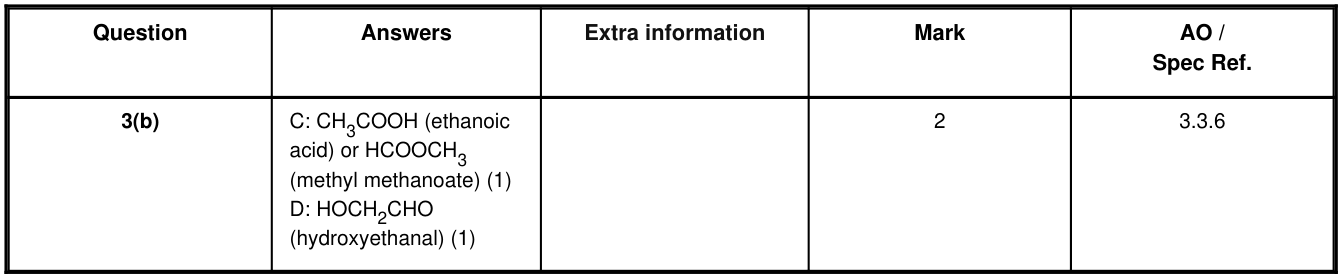 Question Answers Extra information Mark AO /
Spec Ref.
3(b) C: CH3COOH (ethanoic 2 3.3.6
acid) or HCOOCH3
(methyl methanoate) (1)
D: HOCH2CHO
(hydroxyethanal) (1)